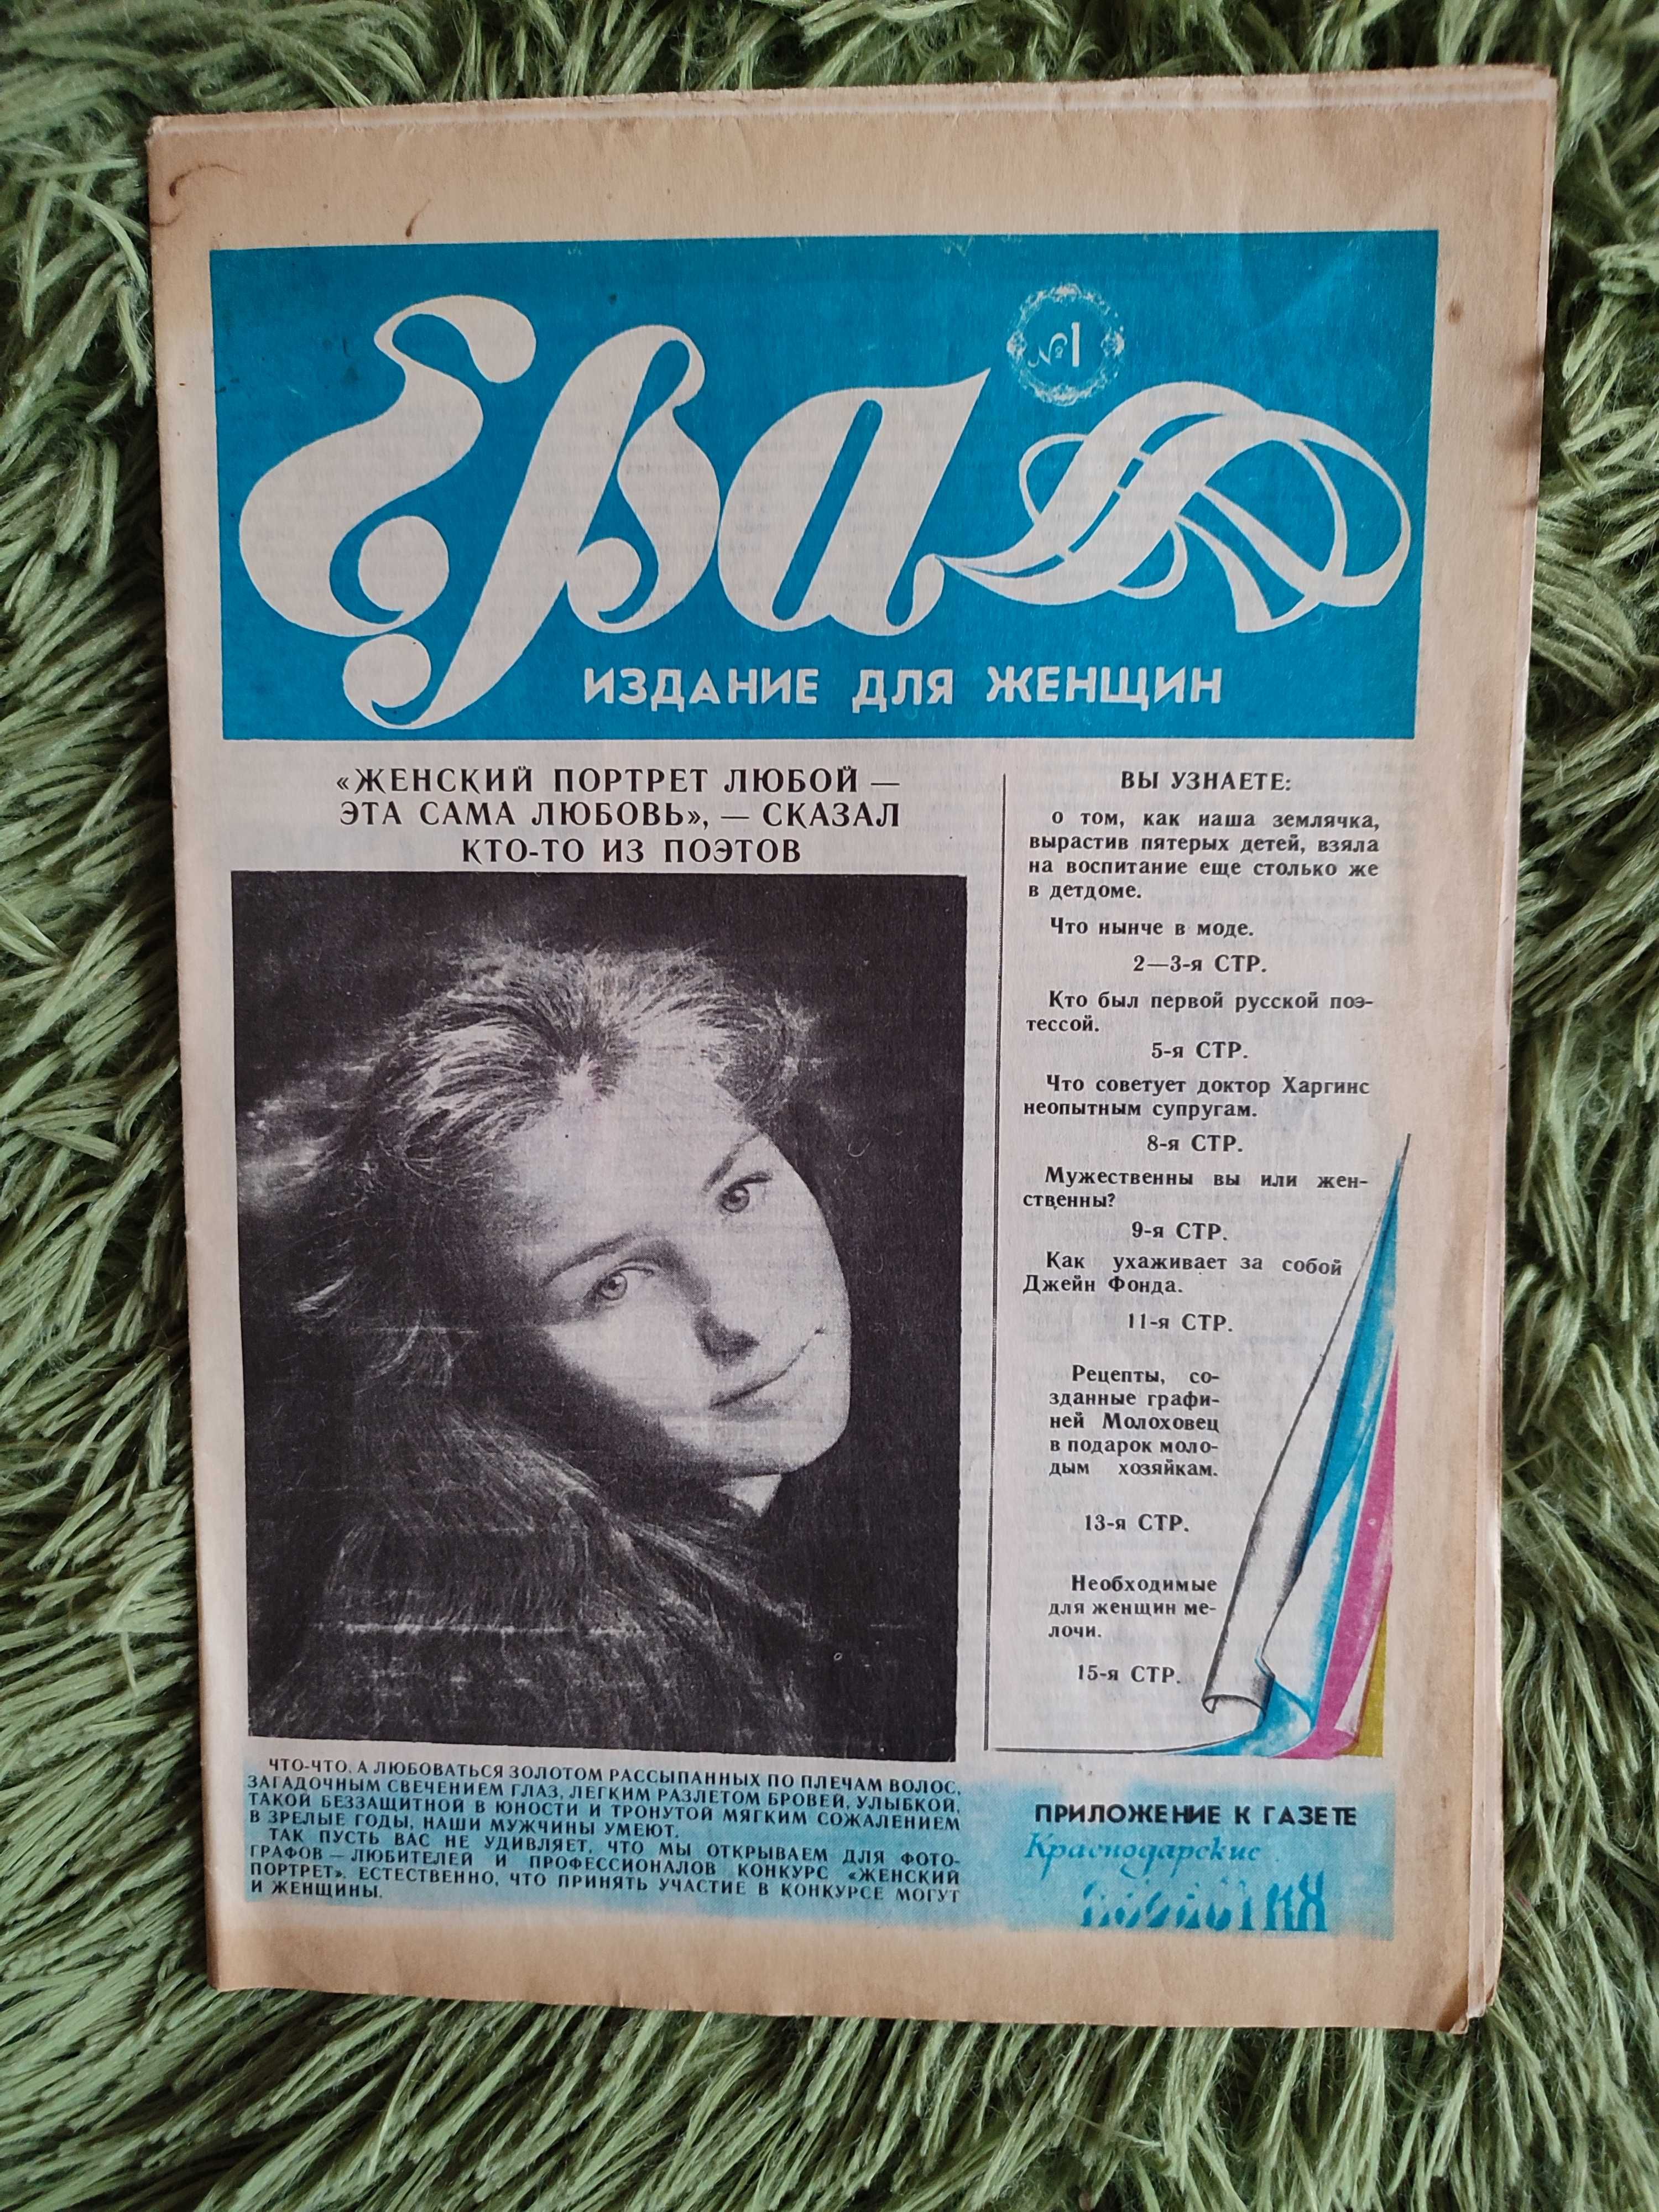 Ева
№1
ИЗДАНИЕ ДЛЯ ЖЕНЩИН
«ЖЕНСКИЙ ПОРТРЕТ ЛЮБОЙ —
ЭТА САМА ЛЮБОВЬ», — СКАЗАЛ
КТО-ТО ИЗ ПОЭТОВ
ЧТО-ЧТО, А ЛЮБОВАТЬСЯ ЗОЛОТОМ РАССЫПАННЫХ ПО ПЛЕЧАМ ВОЛОС,
ЗАГАДОЧНЫМ СВЕЧЕНИЕМ ГЛАЗ, ЛЕГКИМ РАЗЛЕТОМ БРОВЕЙ, УЛЫБКОЙ,
ТАКОЙ БЕЗЗАЩИТНОЙ В ЮНОСТИ И ТРОНУТОЙ МЯГКИМ СОЖАЛЕНИЕМ
В ЗРЕЛЫЕ ГОДЫ, НАШИ МУЖЧИНЫ УМЕЮТ.
ТАК ПУСТЬ ВАС НЕ УДИВЛЯЕТ, ЧТО МЫ ОТКРЫВАЕМ ДЛЯ ФОТО-
ГРАФОВ — ЛЮБИТЕЛЕЙ И ПРОФЕССИОНАЛОВ КОНКУРС «ЖЕНСКИЙ
ПОРТРЕТ». ЕСТЕСТВЕННО, ЧТО ПРИНЯТЬ УЧАСТИЕ В КОНКУРСЕ МОГУТ
И ЖЕНЩИНЫ.
ВЫ УЗНАЕТЕ:
о том, как наша землячка,
вырастив пятерых детей, взяла
на воспитание еще столько же
в детдоме.
Что нынче в моде.
2—3-я СТР.
Кто был первой русской поэ-
тессой.
5-я СТР.
Что советует доктор Харгинс
неопытным супругам.
8-я СТР.
Мужественны вы или жен-
ственны?
9-я СТР.
Как ухаживает за собой
Джейн Фонда.
11-я СТР.
Рецепты, со-
зданные графи-
ней Молоховец
в подарок моло-
дым хозяйкам.
13-я СТР.
Необходимые
для женщин ме-
лочи.
15-я СТР.
ПРИЛОЖЕНИЕ К ГАЗЕТЕ
Краснодарские
известия